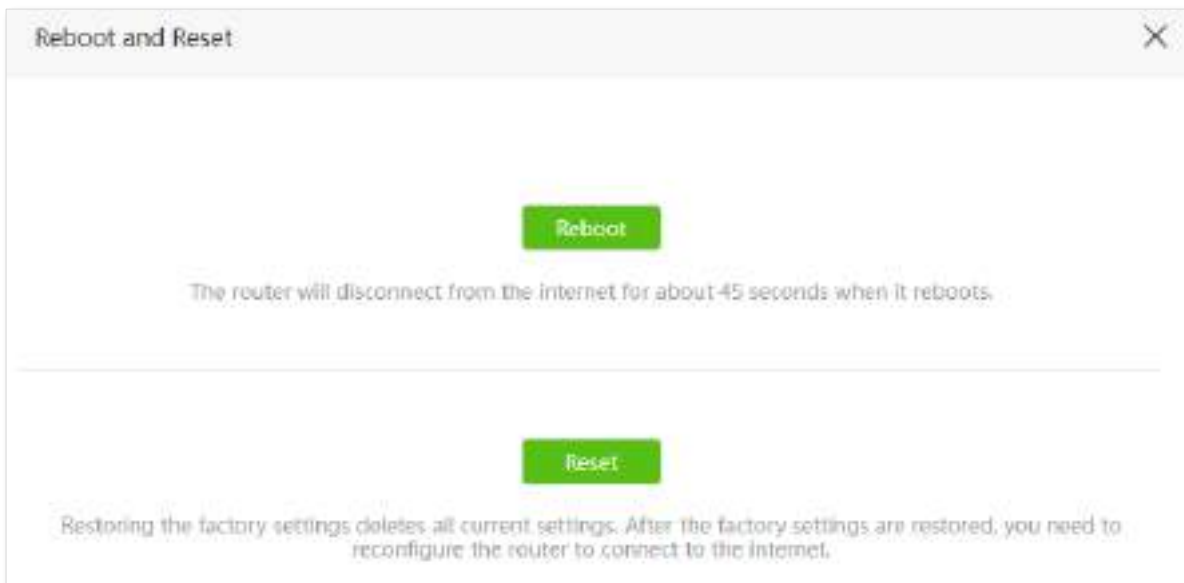 Reboot and Reset
Reboot
The router will disconnect from the internet for about 45 seconds when it reboots.
Reset
Restoring the factory settings deletes all current settings. After the factory settings are restored, you need to
reconfigure the router to connect to the internet.